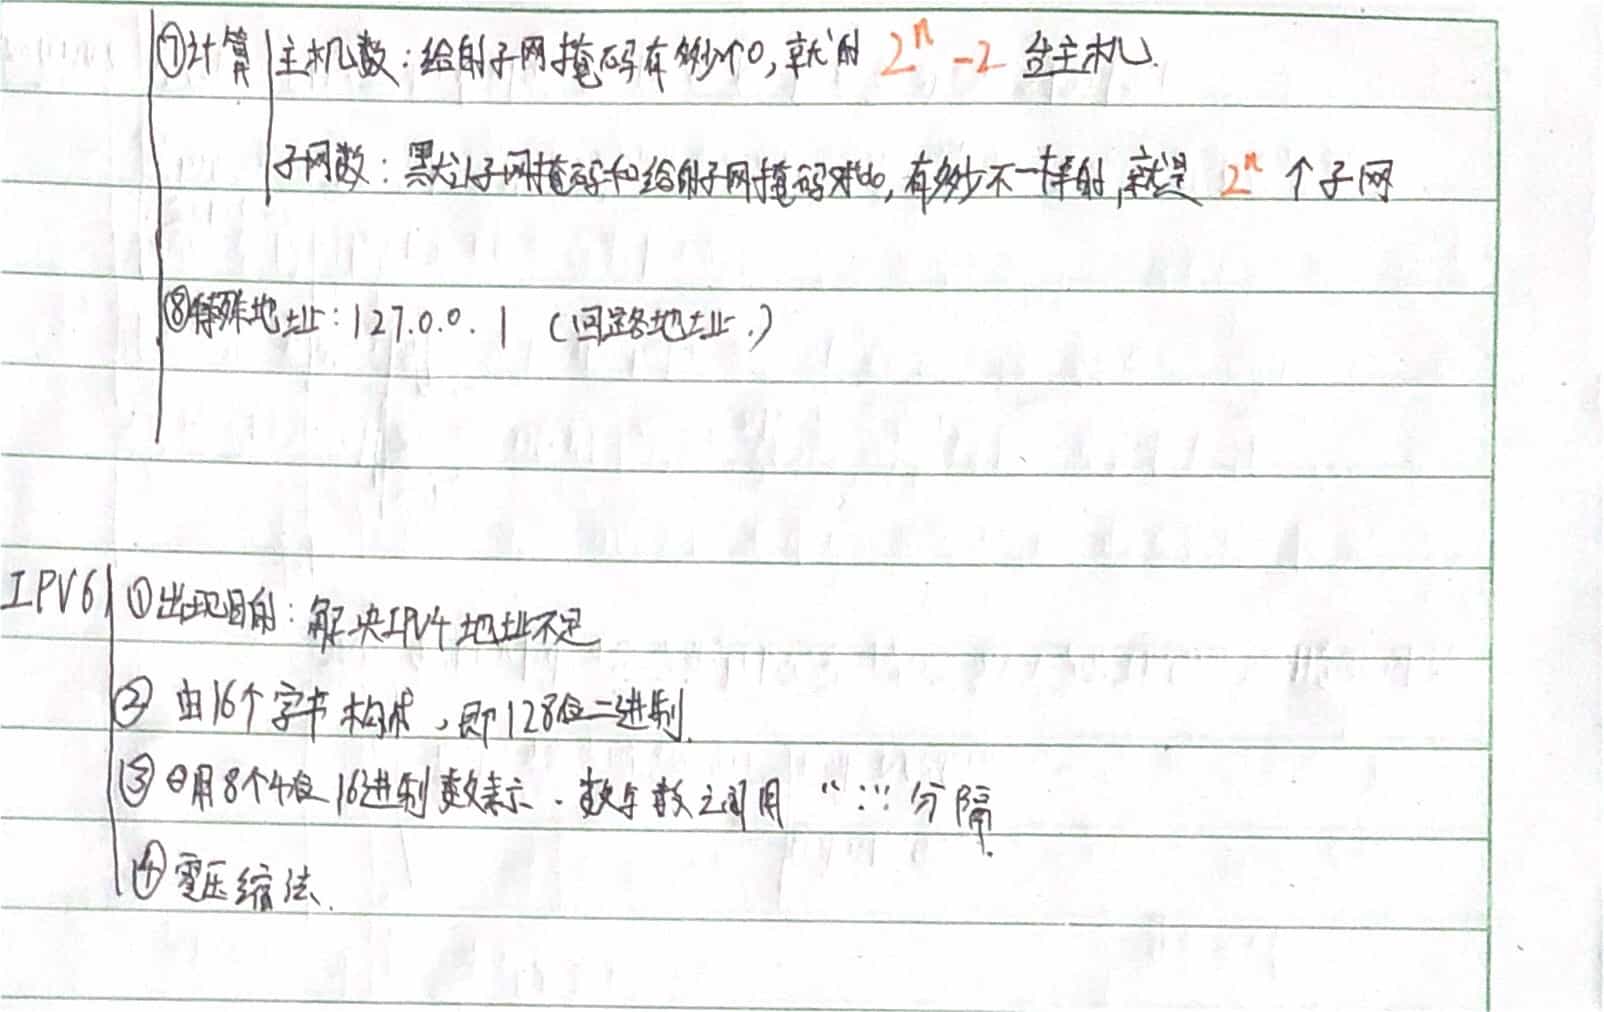 ⑦计算 主机数：给的子网掩码有多少个0，就有 2ⁿ -2 台主机.
子网数：默认子网掩码和给的子网掩码对比，有多少不一样的，就是 2ⁿ 个子网
⑧特殊地址：127.0.0.1 （回路地址.）
IPV6 ①出现目的：解决IPV4地址不足
② 由16个字节构成，即128位二进制.
③ 用8个4位16进制数表示．数与数之间用 “：” 分隔.
④零压缩法.